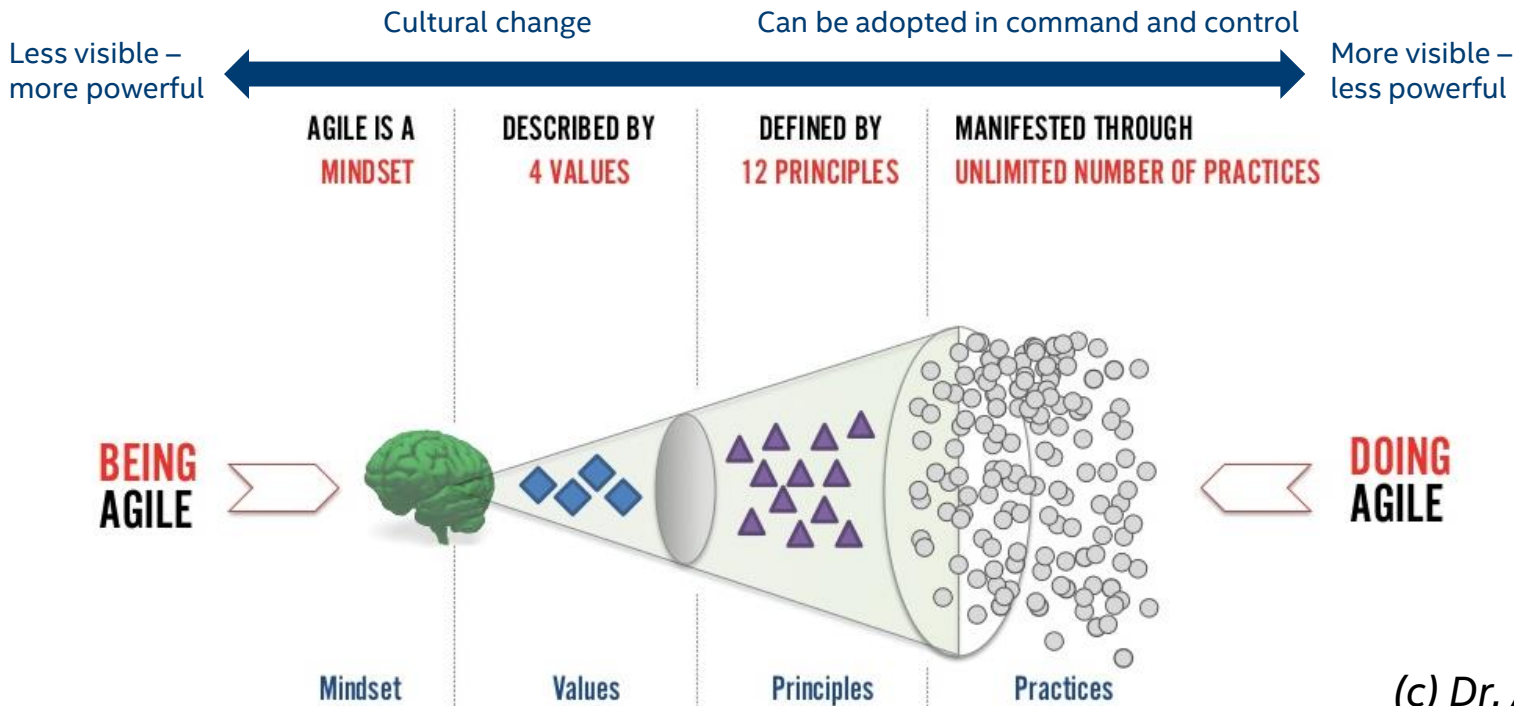 Cultural change
Can be adopted in command and control
Less visible –
more powerful
More visible –
less powerful
AGILE IS A
MINDSET
DESCRIBED BY
4 VALUES
DEFINED BY
12 PRINCIPLES
MANIFESTED THROUGH
UNLIMITED NUMBER OF PRACTICES
BEING
AGILE
DOING
AGILE
Mindset
Values
Principles
Practices
(c) Dr.